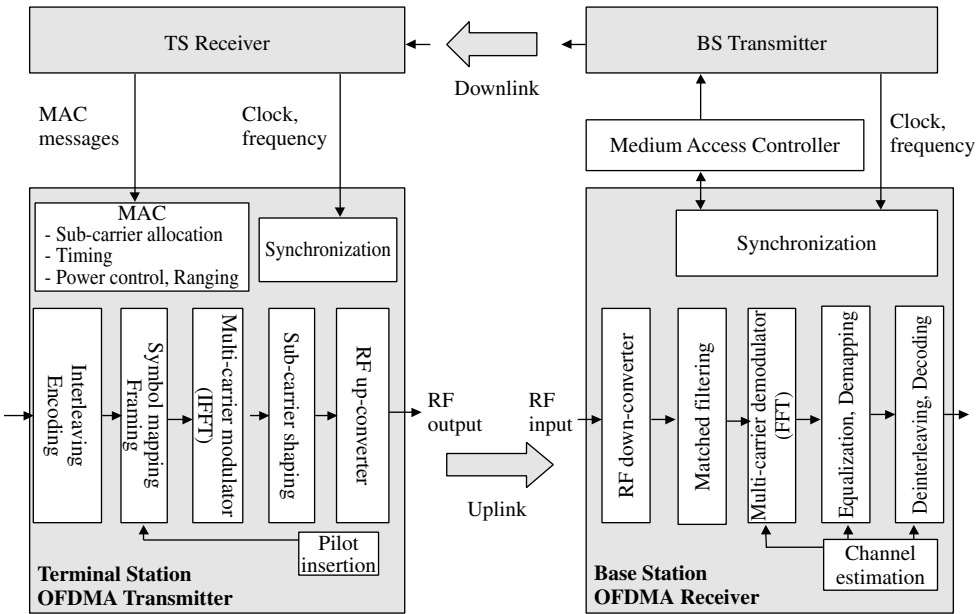 TS Receiver
BS Transmitter
Downlink
MAC
messages
Clock,
frequency
Medium Access Controller
Clock,
frequency
MAC
- Sub-carrier allocation
- Timing
- Power control, Ranging
Synchronization
Synchronization
Interleaving
Encoding
Symbol mapping
Framing
Multi-carrier modulator
(IFFT)
Sub-carrier shaping
RF up-converter
RF
output
RF
input
Uplink
RF down-converter
Matched filtering
Multi-carrier demodulator
(FFT)
Equalization, Demapping
Deinterleaving, Decoding
Pilot
insertion
Channel
estimation
Terminal Station
OFDMA Transmitter
Base Station
OFDMA Receiver